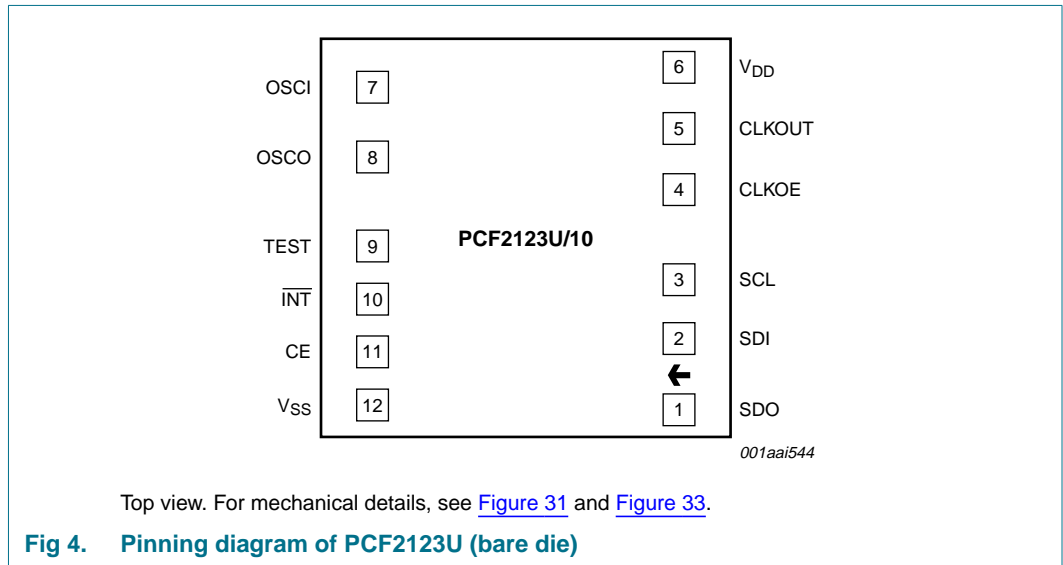 OSCI 7
6 VDD
5 CLKOUT
OSCO 8
4 CLKOE
PCF2123U/10
TEST 9
3 SCL
INT 10
2 SDI
CE 11
VSS 12
1 SDO
001aai544
Top view. For mechanical details, see Figure 31 and Figure 33.
Fig 4. Pinning diagram of PCF2123U (bare die)